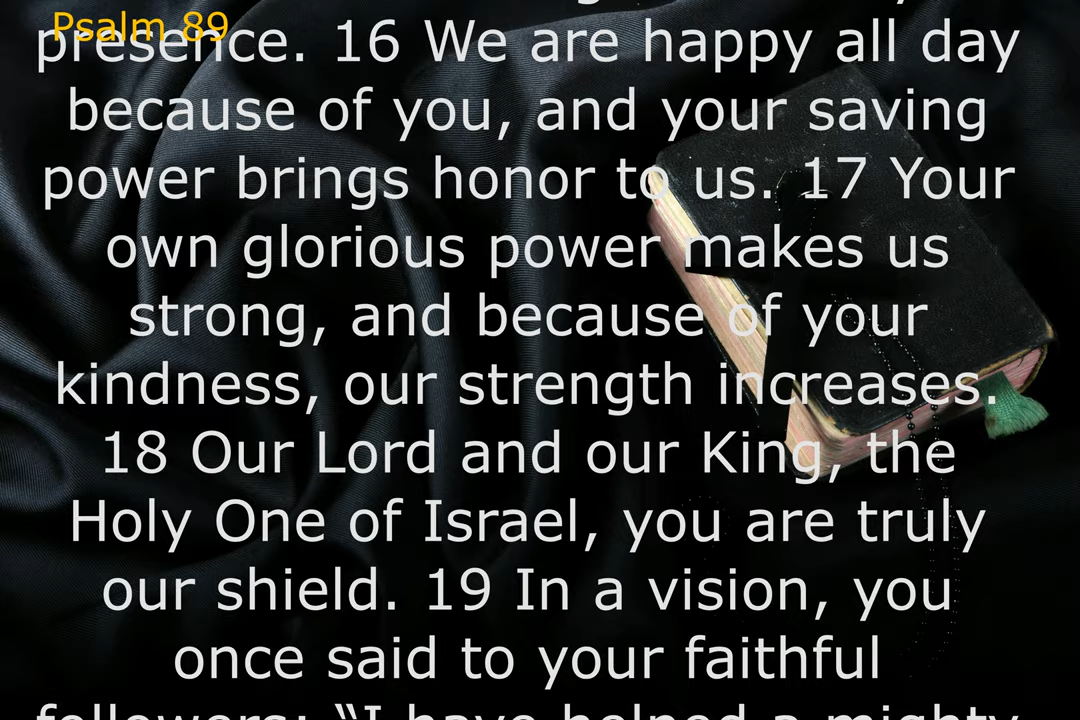 Psalm 89
presence. 16 We are happy all day
because of you, and your saving
power brings honor to us. 17 Your
own glorious power makes us
strong, and because of your
kindness, our strength increases.
18 Our Lord and our King, the
Holy One of Israel, you are truly
our shield. 19 In a vision, you
once said to your faithful
followers: “I have helped a mighty